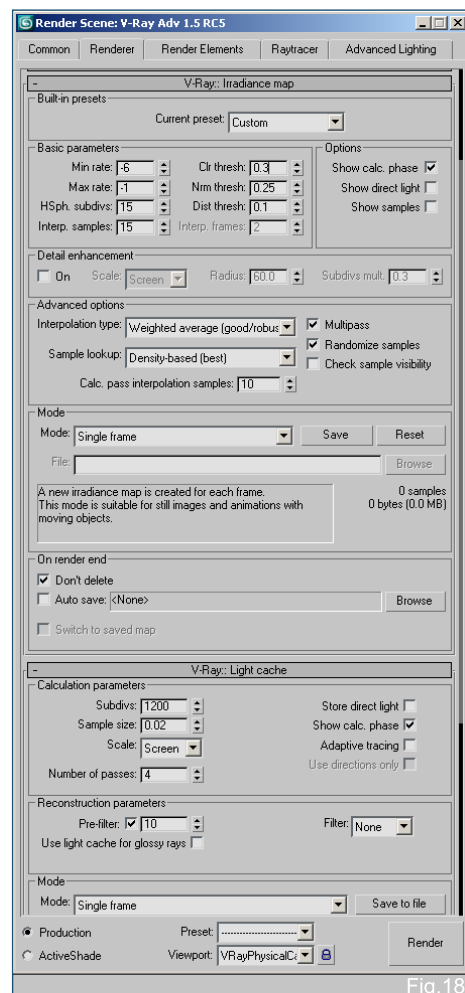 Render Scene: V-Ray Adv 1.5 RC5
Common Renderer Render Elements Raytracer Advanced Lighting
- V-Ray:: Irradiance map
Built-in presets
Current preset: Custom
Basic parameters
Min rate: -6 Clr thresh: 0.3
Max rate: -1 Nrm thresh: 0.25
HSph. subdivs: 15 Dist thresh: 0.1
Interp. samples: 15 Interp. frames: 2
Options
Show calc. phase
Show direct light
Show samples
Detail enhancement
On Scale: Screen Radius: 60.0 Subdivs mult. 0.3
Advanced options
Interpolation type: Weighted average (good/robus
Sample lookup: Density-based (best)
Calc. pass interpolation samples: 10
Multipass
Randomize samples
Check sample visibility
Mode
Mode: Single frame Save Reset
File: Browse
A new irradiance map is created for each frame.
This mode is suitable for still images and animations with
moving objects.
0 samples
0 bytes (0.0 MB)
On render end
Don't delete
Auto save: <None> Browse
Switch to saved map
- V-Ray:: Light cache
Calculation parameters
Subdivs: 1200
Sample size: 0.02
Scale: Screen
Number of passes: 4
Store direct light
Show calc. phase
Adaptive tracing
Use directions only
Reconstruction parameters
Pre-filter: 10 Filter: None
Use light cache for glossy rays
Mode
Mode: Single frame Save to file
Production Preset: -----------------------
ActiveShade Viewport: VRayPhysicalCa
Render
Fig.18